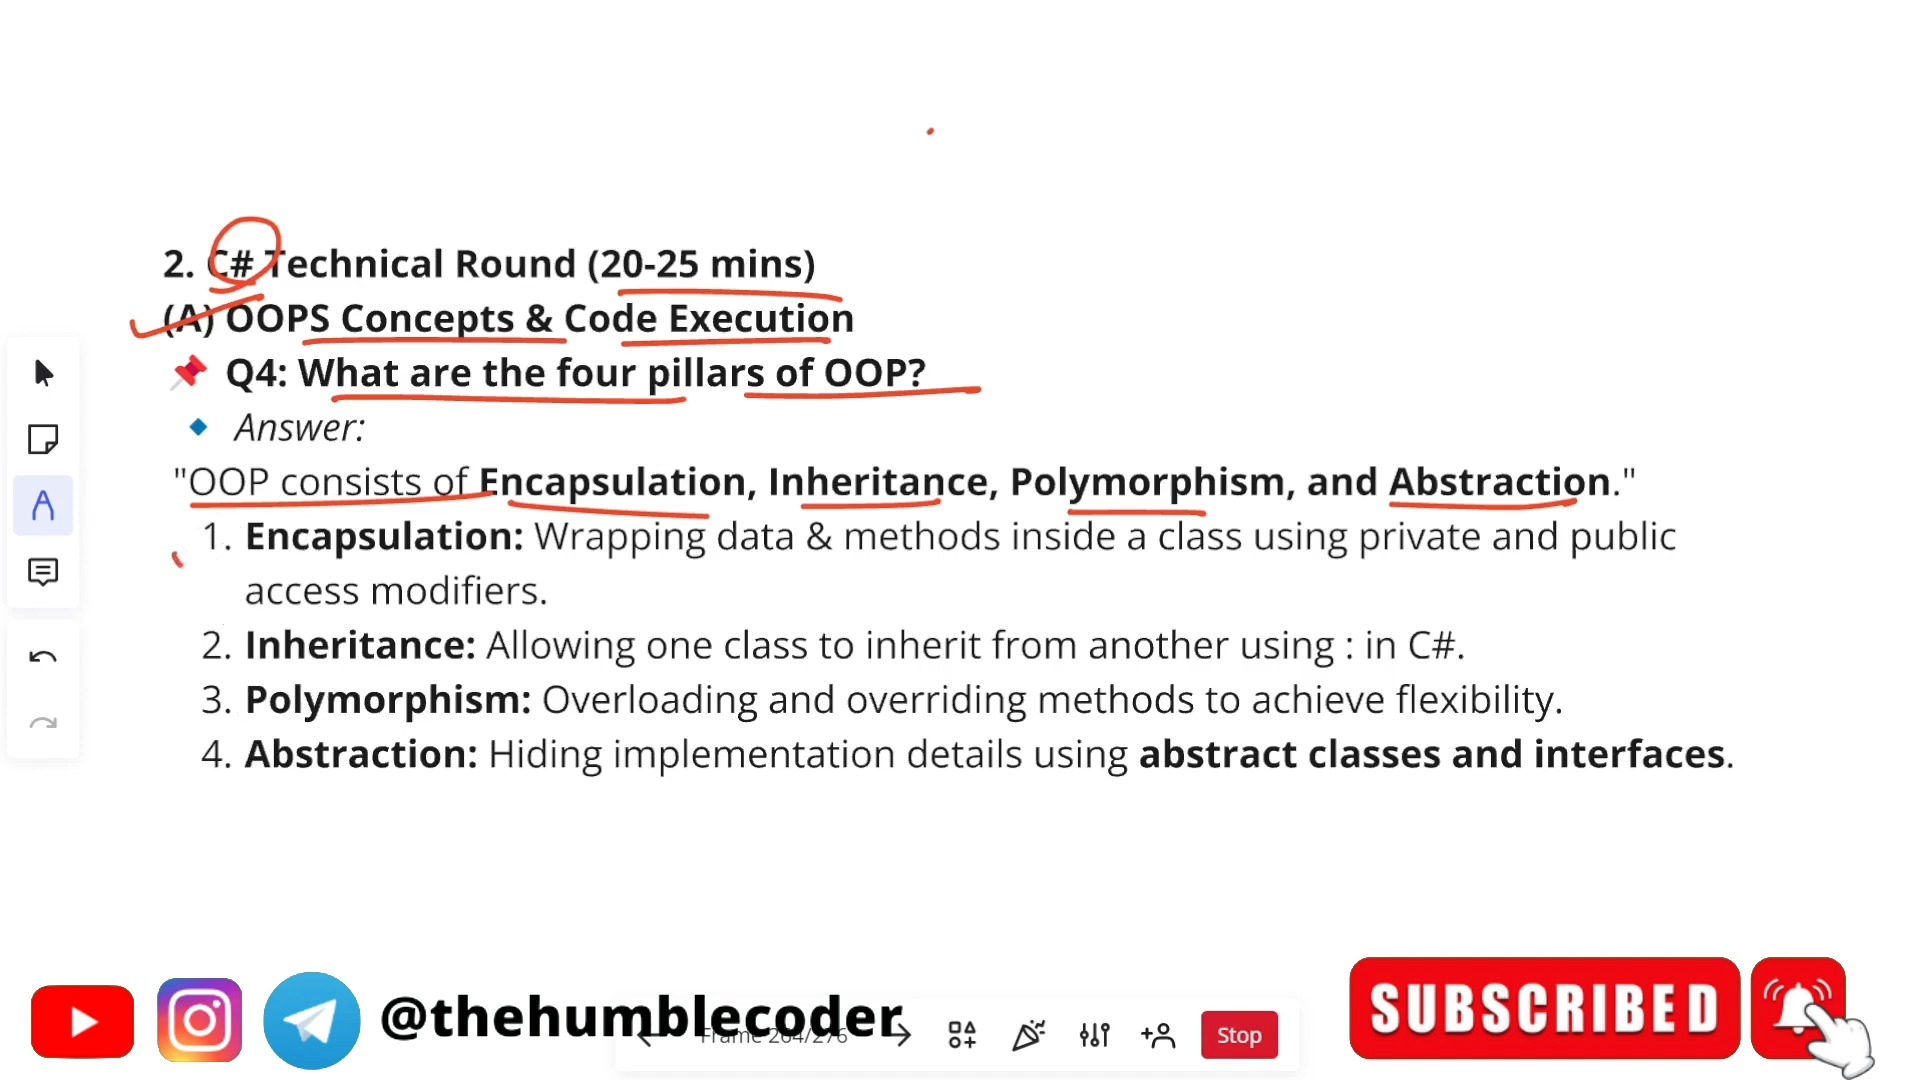 2. C# Technical Round (20-25 mins)
(A) OOPS Concepts & Code Execution
Q4: What are the four pillars of OOP?
Answer:
"OOP consists of Encapsulation, Inheritance, Polymorphism, and Abstraction."
1. Encapsulation: Wrapping data & methods inside a class using private and public
access modifiers.
2. Inheritance: Allowing one class to inherit from another using : in C#.
3. Polymorphism: Overloading and overriding methods to achieve flexibility.
4. Abstraction: Hiding implementation details using abstract classes and interfaces.
@thehumblecoder
Frame 264/276
Stop
SUBSCRIBED